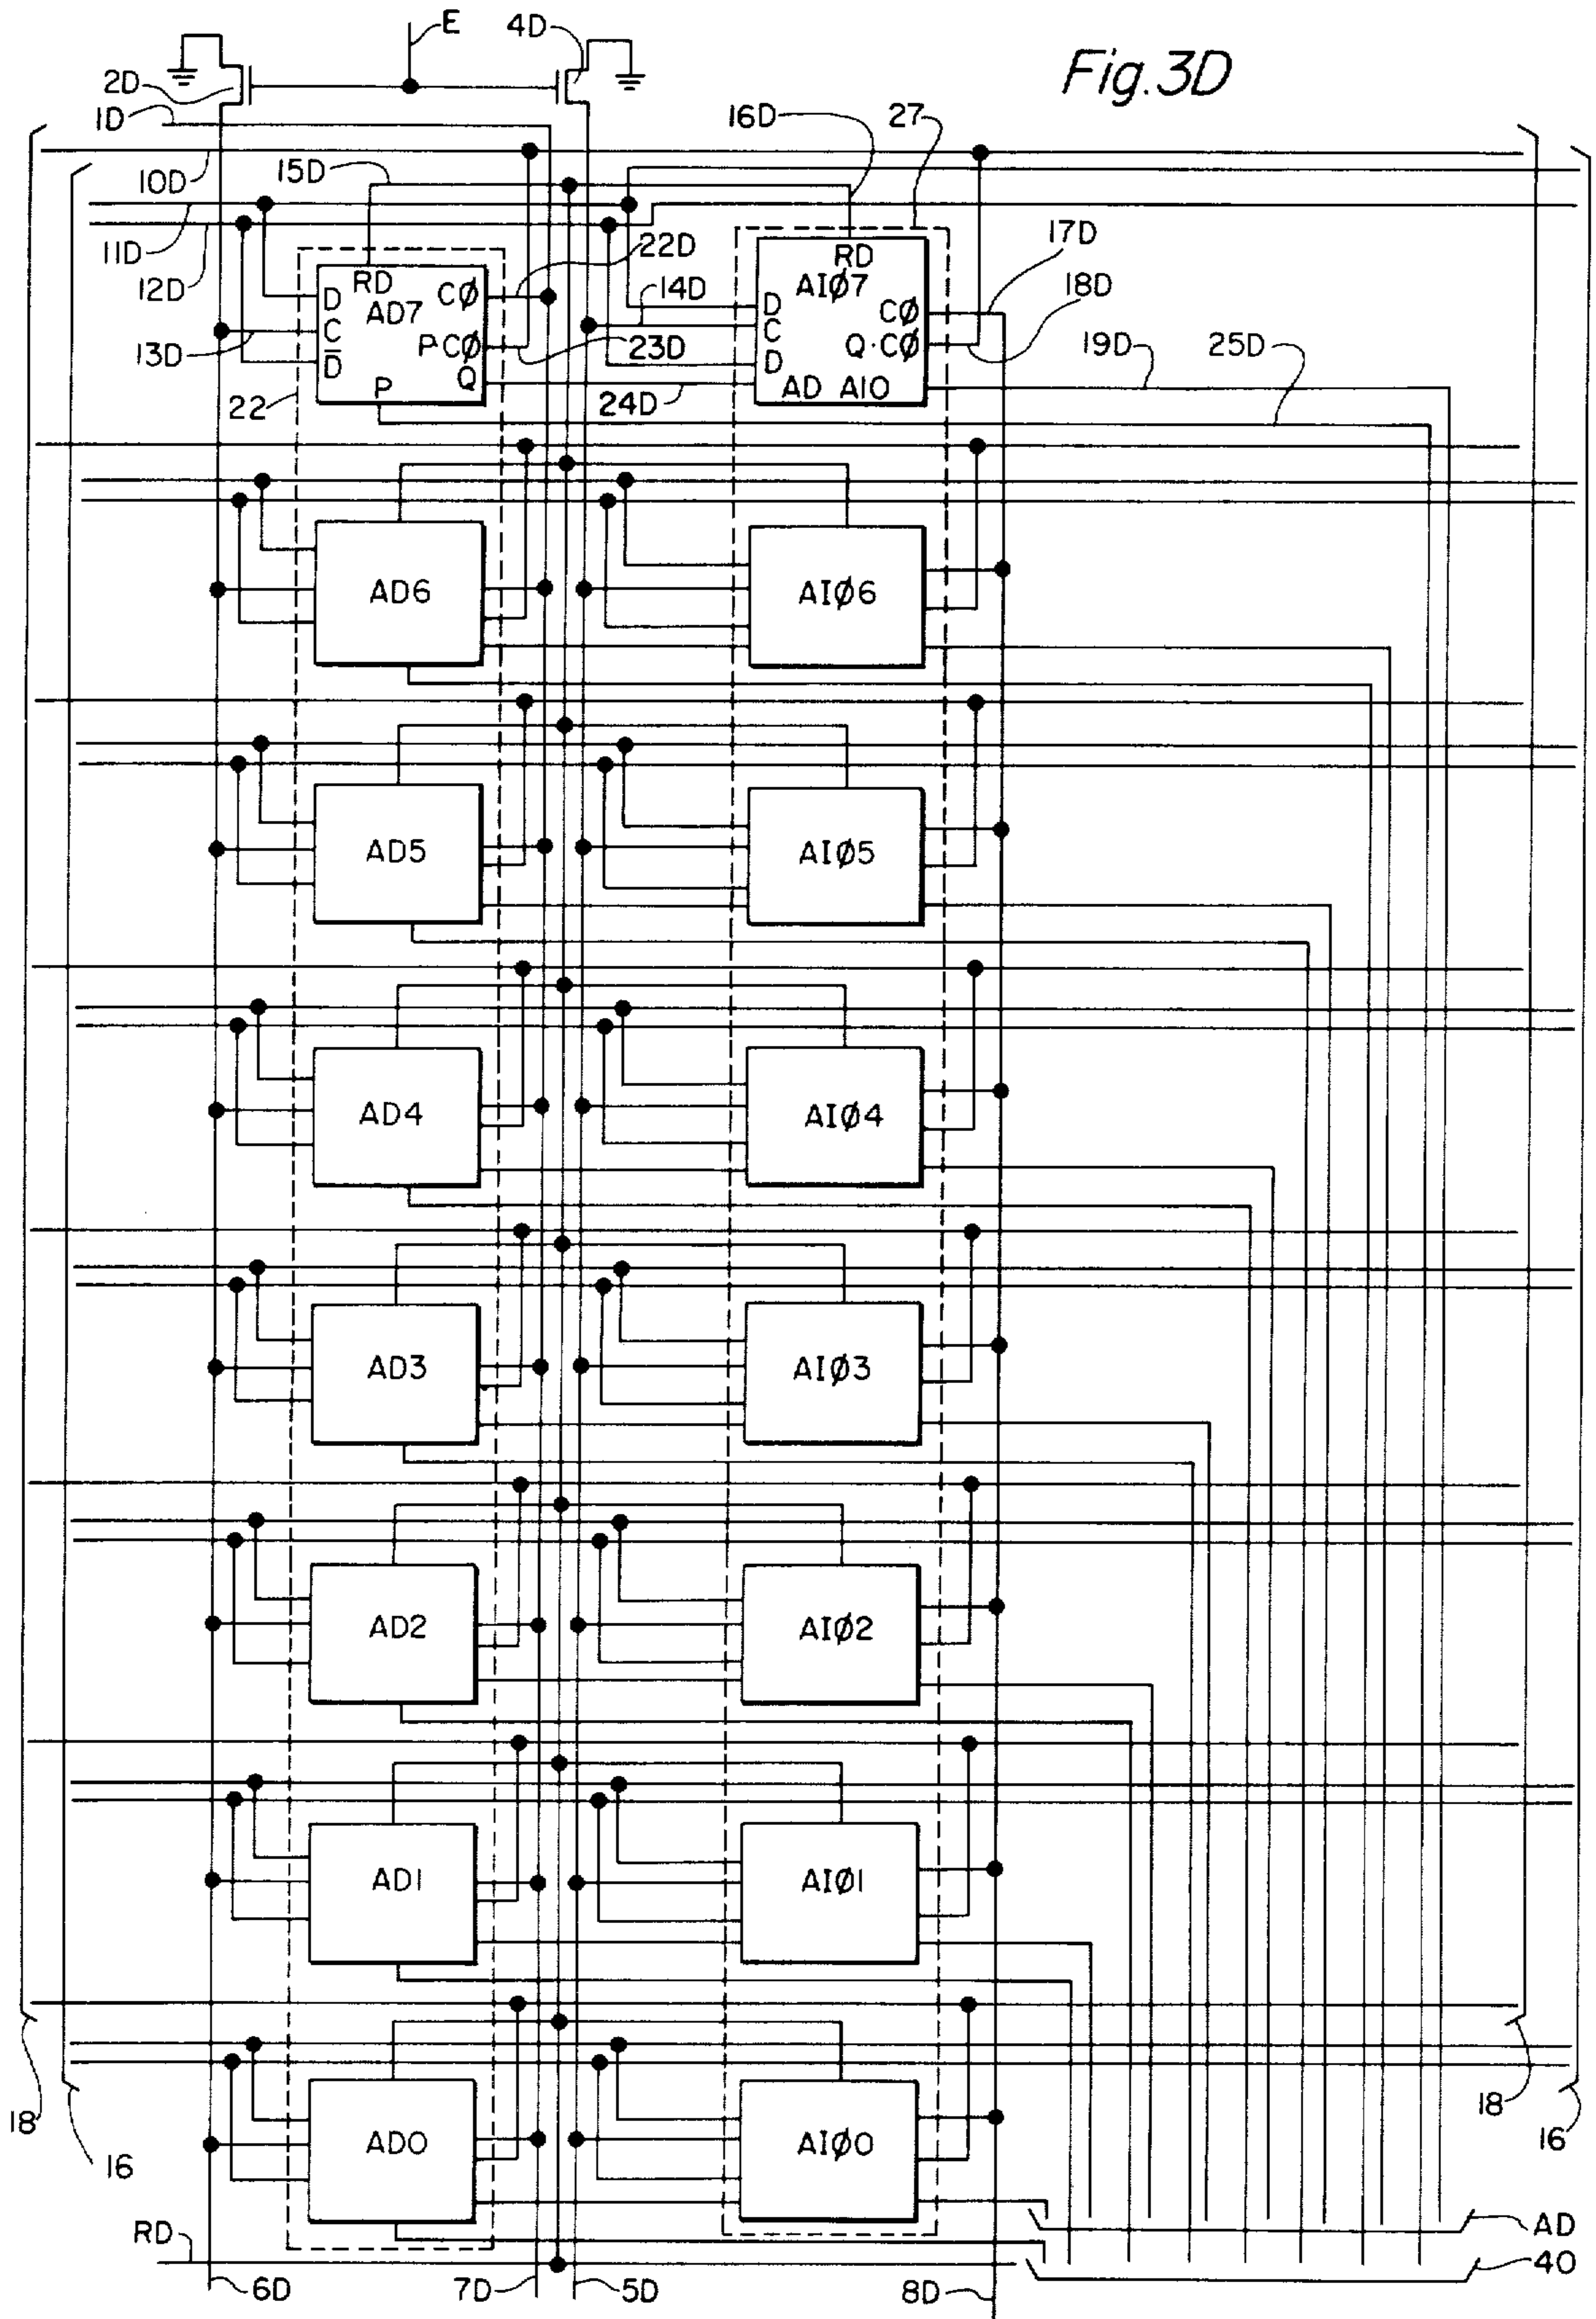 Fig.3D
E
4D
2D
1D
16D
27
15D
10D
11D
12D
22D
14D
17D
18D
RD
AD7
D
C
D̅
CØ
P·CØ
Q
P
RD
AIØ7
D
C
D
CØ
Q·CØ
AD AIO
13D
23D
19D
25D
22
24D
AD6
AIØ6
AD5
AIØ5
AD4
AIØ4
AD3
AIØ3
AD2
AIØ2
AD1
AIØ1
AD0
AIØ0
18
16
18
16
RD
AD
40
6D
7D
5D
8D